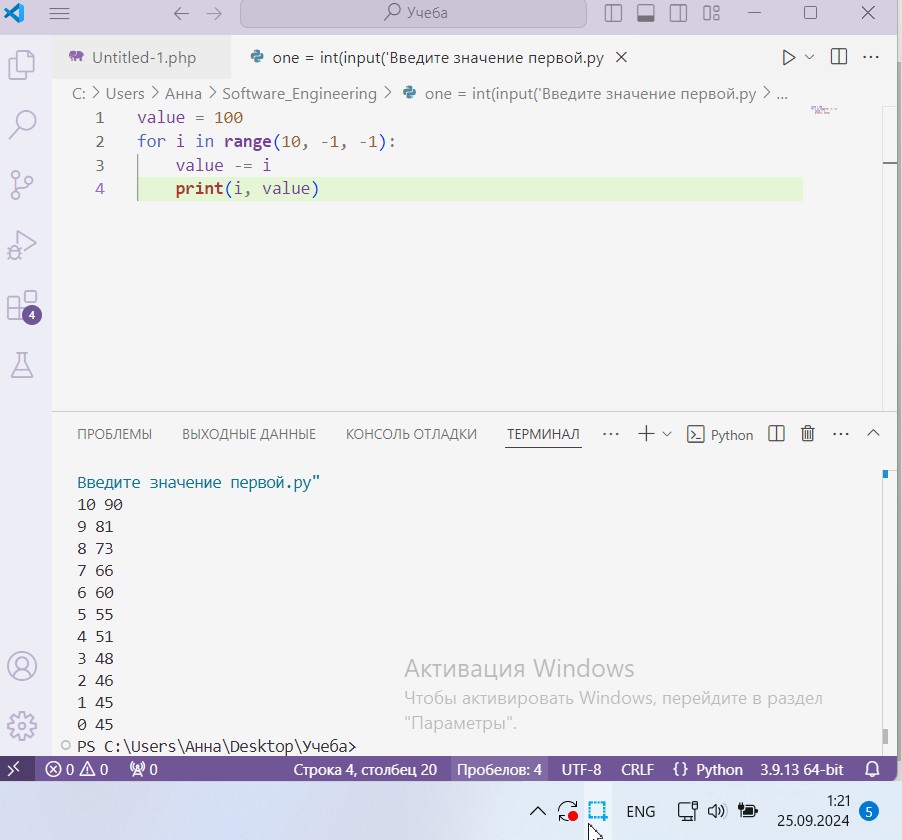 Учеба
Untitled-1.php
one = int(input('Введите значение первой.py
C: > Users > Анна > Software_Engineering > one = int(input('Введите значение первой.py > ...
1 value = 100
2 for i in range(10, -1, -1):
3 value -= i
4 print(i, value)
4
ПРОБЛЕМЫ ВЫХОДНЫЕ ДАННЫЕ КОНСОЛЬ ОТЛАДКИ ТЕРМИНАЛ ... Python ...
Введите значение первой.py"
10 90
9 81
8 73
7 66
6 60
5 55
4 51
3 48
2 46
1 45
0 45
PS C:\Users\Анна\Desktop\Учеба>
Активация Windows
Чтобы активировать Windows, перейдите в раздел
"Параметры".
0 0 0 Строка 4, столбец 20 Пробелов: 4 UTF-8 CRLF {} Python 3.9.13 64-bit
ENG
1:21
25.09.2024
5